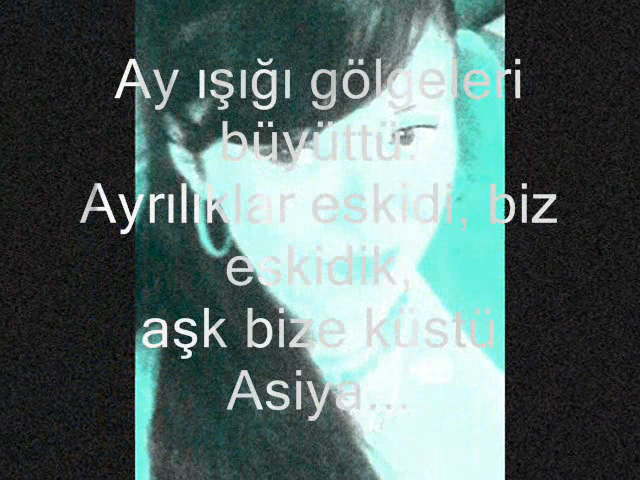 Ay ışığı gölgeleri
büyüttü.
Ayrılıklar eskidi, biz
eskidik,
aşk bize küstü
Asiya...